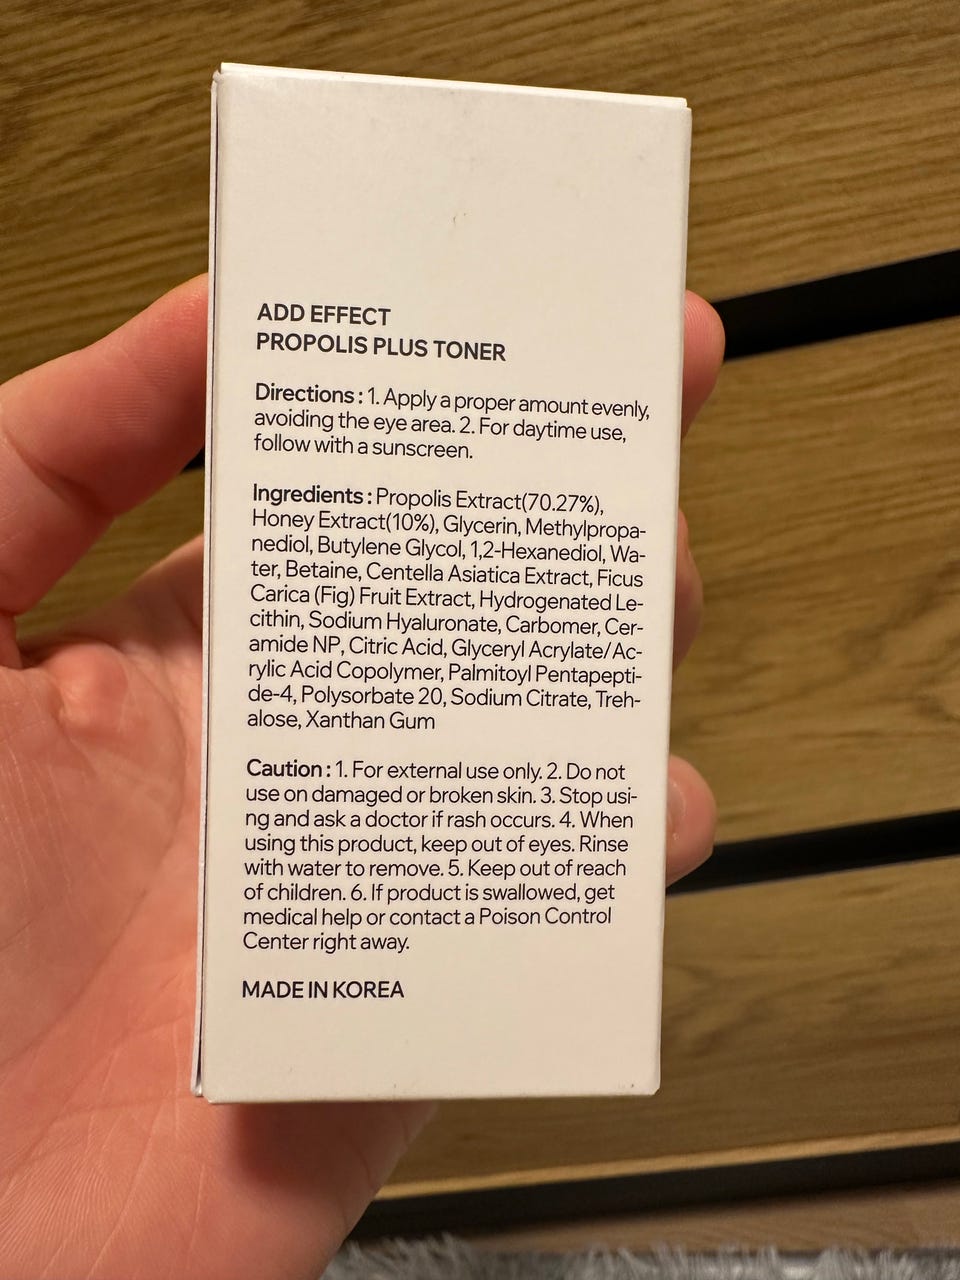 ADD EFFECT
PROPOLIS PLUS TONER
Directions : 1. Apply a proper amount evenly,
avoiding the eye area. 2. For daytime use,
follow with a sunscreen.
Ingredients : Propolis Extract(70.27%),
Honey Extract(10%), Glycerin, Methylpropa-
nediol, Butylene Glycol, 1,2-Hexanediol, Wa-
ter, Betaine, Centella Asiatica Extract, Ficus
Carica (Fig) Fruit Extract, Hydrogenated Le-
cithin, Sodium Hyaluronate, Carbomer, Cer-
amide NP, Citric Acid, Glyceryl Acrylate/Ac-
rylic Acid Copolymer, Palmitoyl Pentapepti-
de-4, Polysorbate 20, Sodium Citrate, Treh-
alose, Xanthan Gum
Caution : 1. For external use only. 2. Do not
use on damaged or broken skin. 3. Stop usi-
ng and ask a doctor if rash occurs. 4. When
using this product, keep out of eyes. Rinse
with water to remove. 5. Keep out of reach
of children. 6. If product is swallowed, get
medical help or contact a Poison Control
Center right away.
MADE IN KOREA